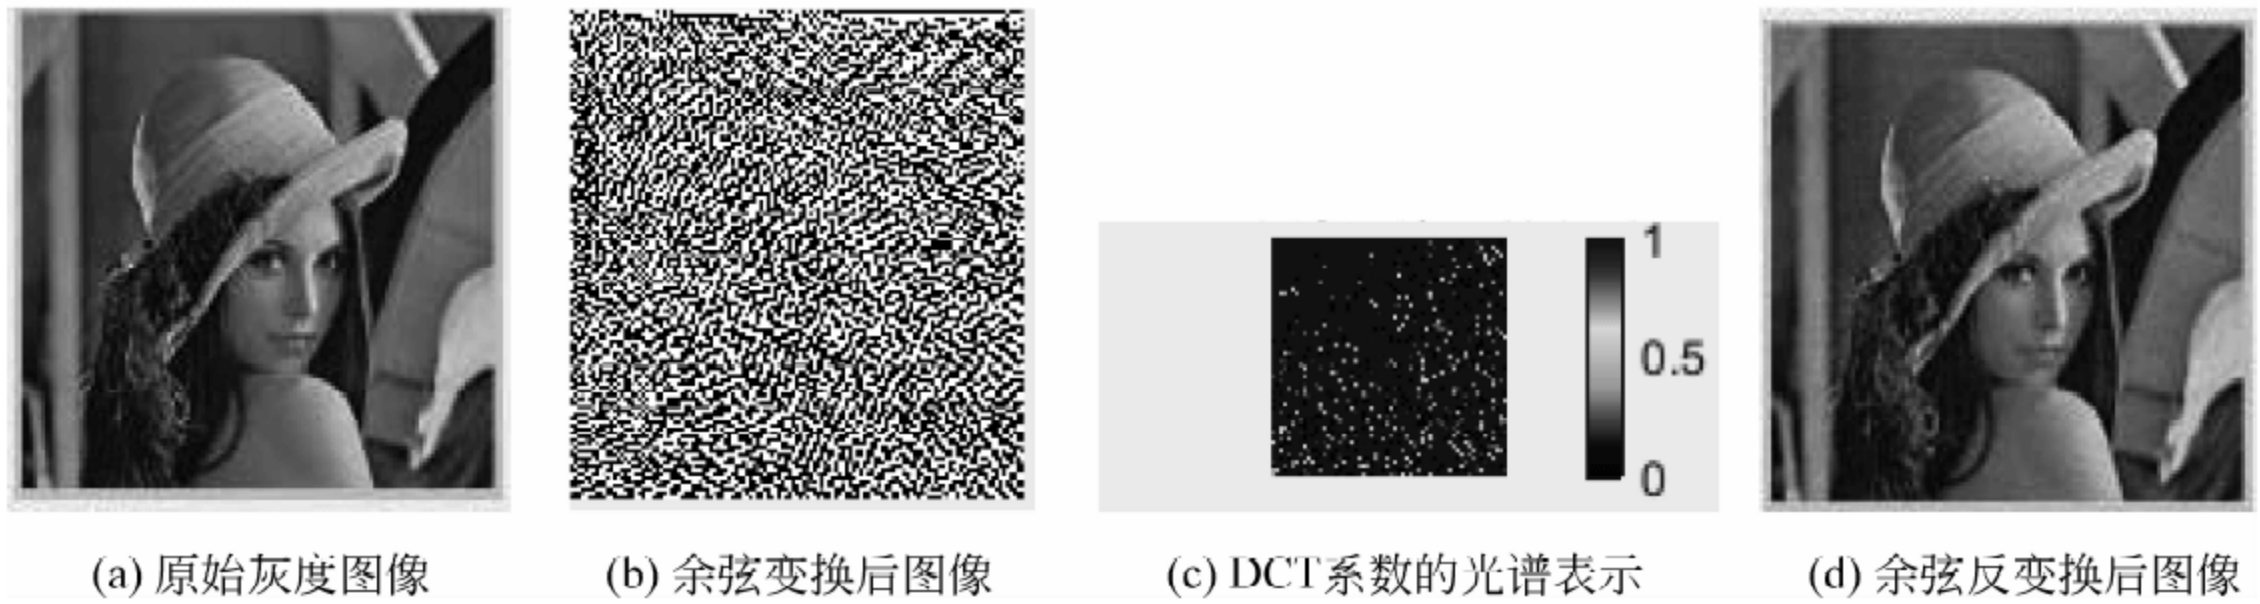 1
0.5
0
(a) 原始灰度图像
(b) 余弦变换后图像
(c) DCT系数的光谱表示
(d) 余弦反变换后图像